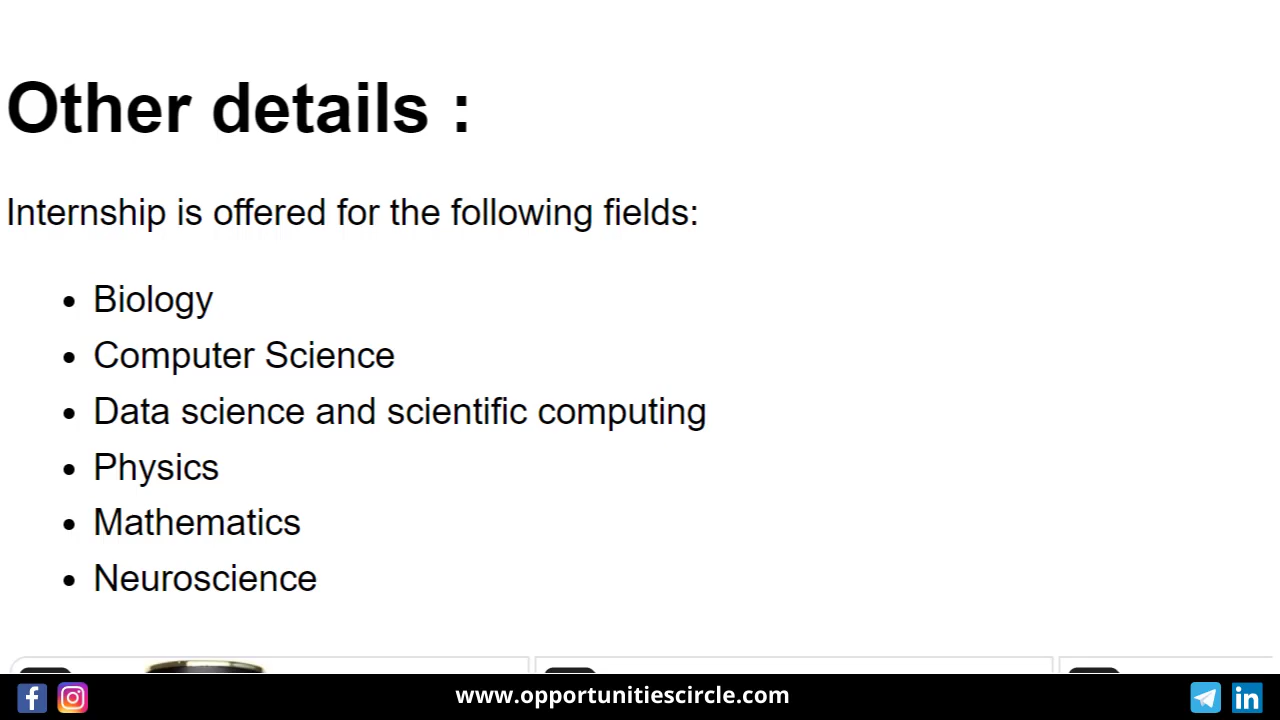 Other details :
Internship is offered for the following fields:
• Biology
• Computer Science
• Data science and scientific computing
• Physics
• Mathematics
• Neuroscience
www.opportunitiescircle.com